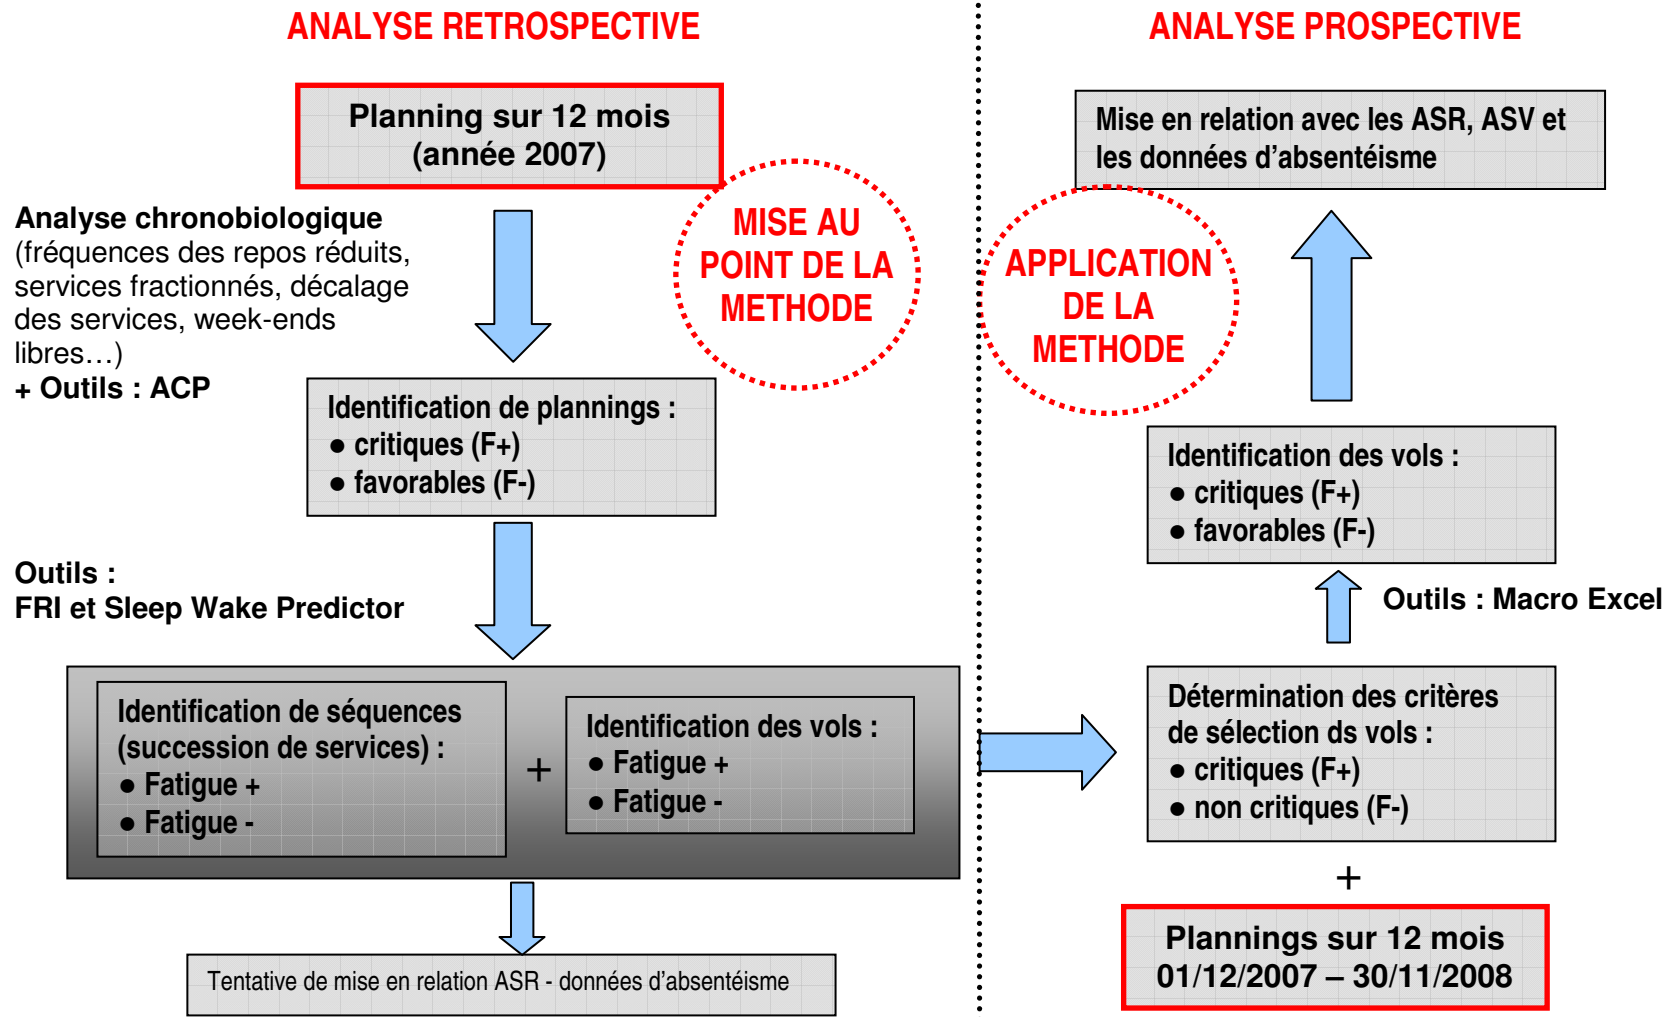 ANALYSE RETROSPECTIVE
Planning sur 12 mois
(année 2007)
MISE AU
POINT DE LA
METHODE
Analyse chronobiologique
(fréquences des repos réduits,
services fractionnés, décalage
des services, week-ends
libres…)
+ Outils : ACP
Identification de plannings :
● critiques (F+)
● favorables (F-)
Outils :
FRI et Sleep Wake Predictor
Identification de séquences
(succession de services) :
● Fatigue +
● Fatigue -
+
Identification des vols :
● Fatigue +
● Fatigue -
Tentative de mise en relation ASR - données d’absentéisme
ANALYSE PROSPECTIVE
Mise en relation avec les ASR, ASV et
les données d’absentéisme
APPLICATION
DE LA
METHODE
Identification des vols :
● critiques (F+)
● favorables (F-)
Outils : Macro Excel
Détermination des critères
de sélection ds vols :
● critiques (F+)
● non critiques (F-)
+
Plannings sur 12 mois
01/12/2007 – 30/11/2008